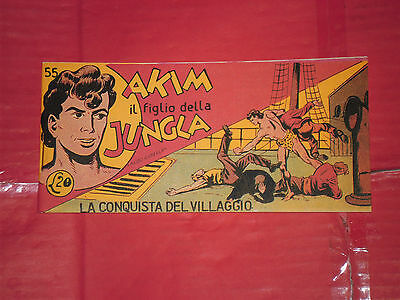 55
AKIM
il figlio della
JUNGLA
£20
LA CONQUISTA DEL VILLAGGIO